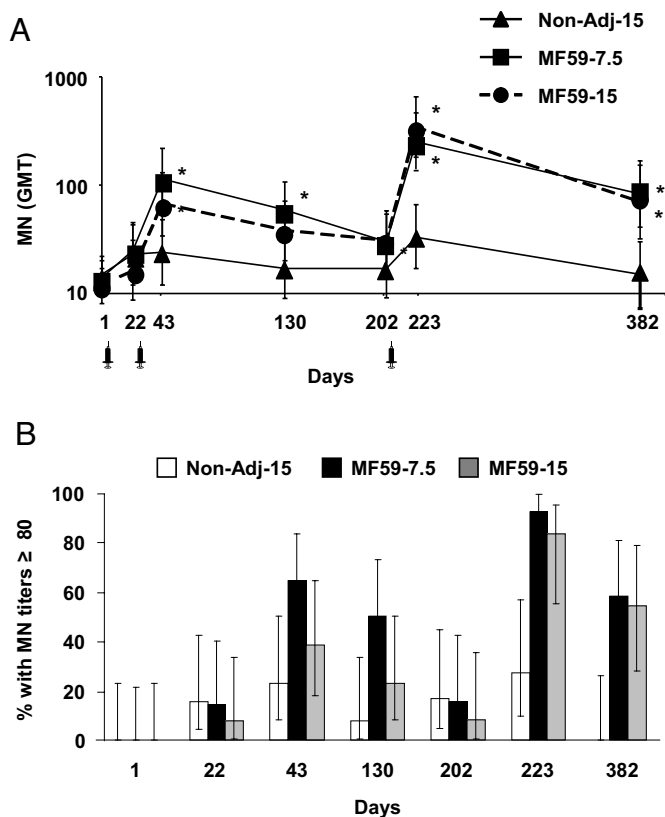 A
Non-Adj-15
MF59-7.5
MF59-15
1000
100
10
MN (GMT)
* * * * * * * *
1 22 43 130 202 223 382
Days
B
Non-Adj-15 MF59-7.5 MF59-15
100
80
60
40
20
0
% with MN titers ≥ 80
1 22 43 130 202 223 382
Days